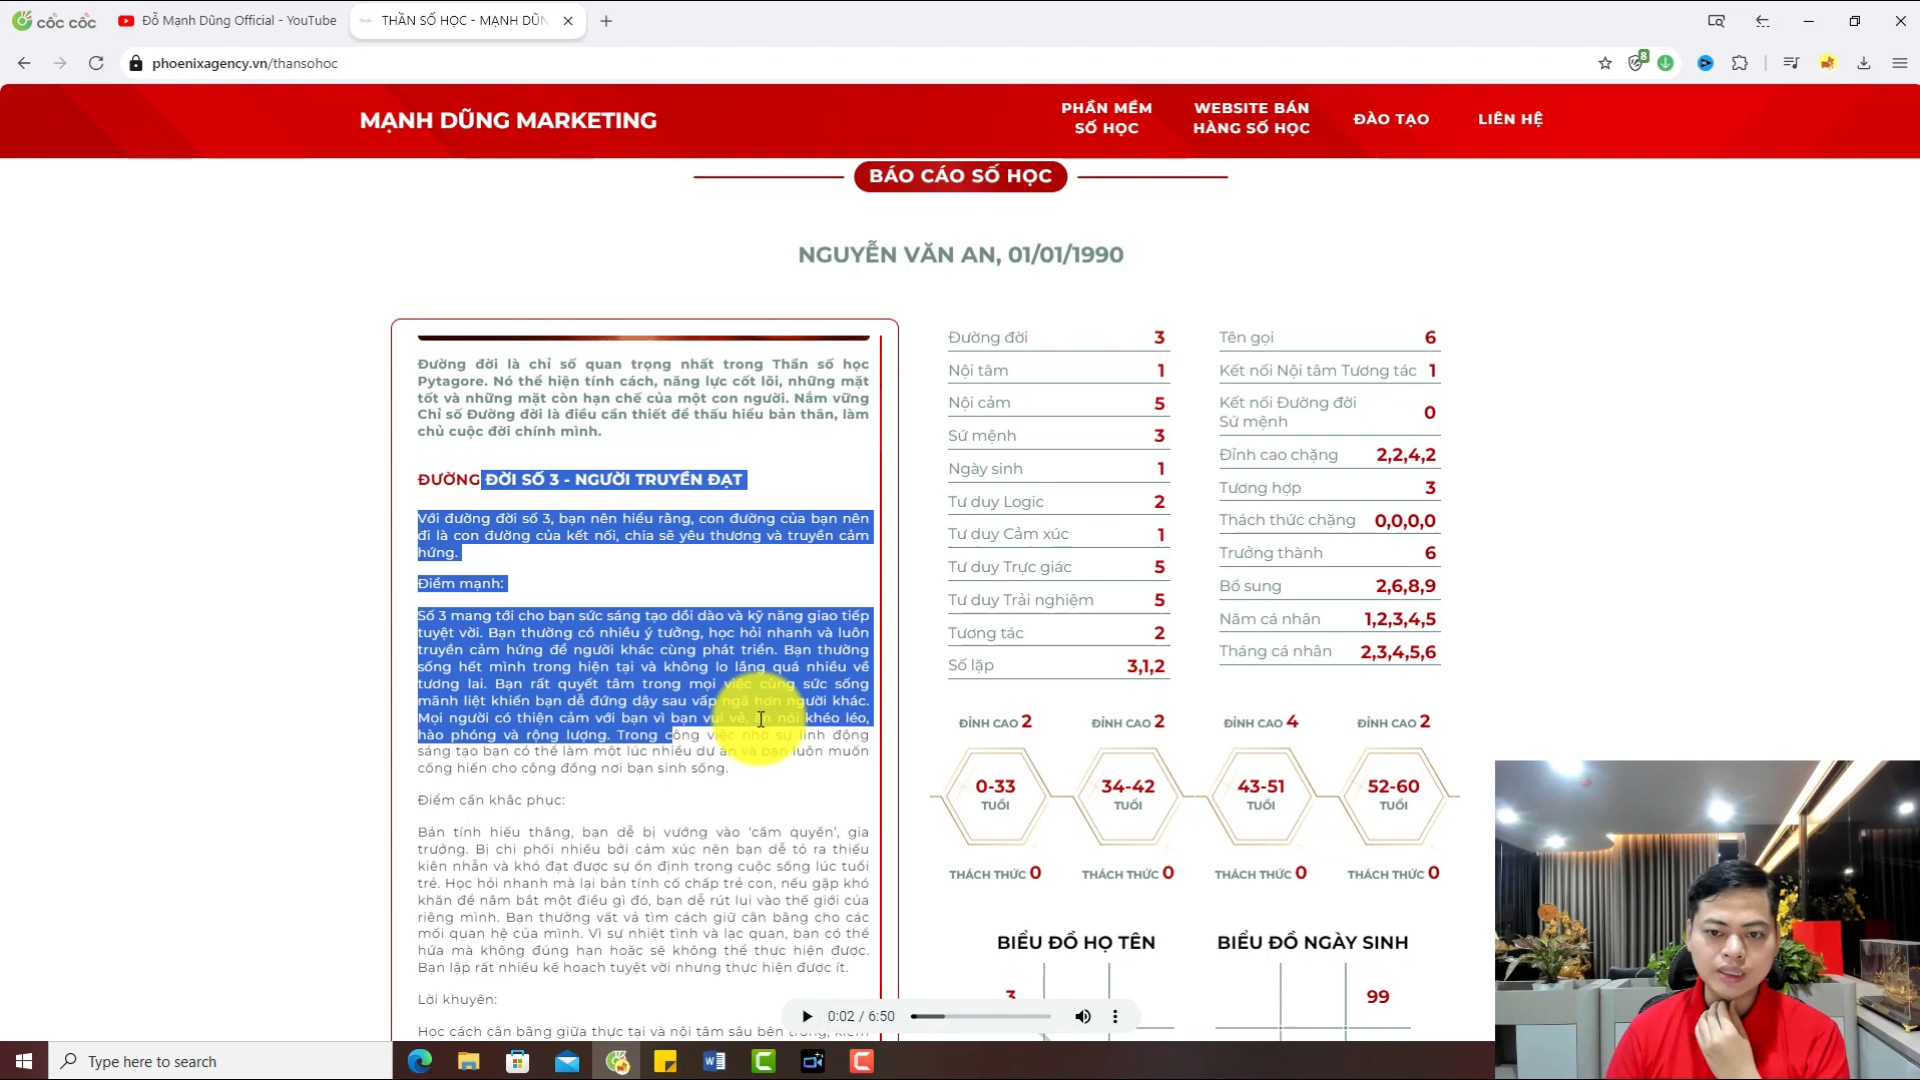 cốc cốc
Đỗ Mạnh Dũng Official - YouTube
THẦN SỐ HỌC - MẠNH DŨN
phoenixagency.vn/thansohoc
8
MẠNH DŨNG MARKETING
PHẦN MỀM
SỐ HỌC
WEBSITE BÁN
HÀNG SỐ HỌC
ĐÀO TẠO
LIÊN HỆ
BÁO CÁO SỐ HỌC
NGUYỄN VĂN AN, 01/01/1990
Đường đời là chỉ số quan trọng nhất trong Thần số học
Pytagore. Nó thể hiện tính cách, năng lực cốt lõi, những mặt
tốt và những mặt còn hạn chế của một con người. Nắm vững
Chỉ số Đường đời là điều cần thiết để thấu hiểu bản thân, làm
chủ cuộc đời chính mình.
ĐƯỜNG ĐỜI SỐ 3 - NGƯỜI TRUYỀN ĐẠT
Với đường đời số 3, bạn nên hiểu rằng, con đường của bạn nên
đi là con đường của kết nối, chia sẽ yêu thương và truyền cảm
hứng.
Điểm mạnh:
Số 3 mang tới cho bạn sức sáng tạo dồi dào và kỹ năng giao tiếp
tuyệt vời. Bạn thường có nhiều ý tưởng, học hỏi nhanh và luôn
truyền cảm hứng để người khác cùng phát triển. Bạn thường
sống hết mình trong hiện tại và không lo lắng quá nhiều về
tương lai. Bạn rất quyết tâm trong mọi việc cùng sức sống
mãnh liệt khiến bạn dễ đứng dậy sau vấp ngã hơn người khác.
Mọi người có thiện cảm với bạn vì bạn vui vẻ, ăn nói khéo léo,
hào phóng và rộng lượng. Trong công việc nhờ sự linh động
sáng tạo bạn có thể làm một lúc nhiều dự án và bạn luôn muốn
cống hiến cho cộng đồng nơi bạn sinh sống.
Điểm cần khắc phục:
Bản tính hiếu thắng, bạn dễ bị vướng vào ‘cầm quyền’, gia
trưởng. Bị chi phối nhiều bởi cảm xúc nên bạn dễ tỏ ra thiếu
kiên nhẫn và khó đạt được sự ổn định trong cuộc sống lúc tuổi
trẻ. Học hỏi nhanh mà lại bản tính cố chấp trẻ con, nếu gặp khó
khăn để nắm bắt một điều gì đó, bạn dễ rút lui vào thế giới của
riêng mình. Bạn thường vất vả tìm cách giữ cân bằng cho các
mối quan hệ của mình. Vì sự nhiệt tình và lạc quan, bạn có thể
hứa mà không đúng hạn hoặc sẽ không thể thực hiện được.
Bạn lập rất nhiều kế hoạch tuyệt vời nhưng thực hiện được ít.
Lời khuyên:
Học cách cân bằng giữa thực tại và nội tâm sâu bên trong, kiểm
Đường đời 3
Nội tâm 1
Nội cảm 5
Sứ mệnh 3
Ngày sinh 1
Tư duy Logic 2
Tư duy Cảm xúc 1
Tư duy Trực giác 5
Tư duy Trải nghiệm 5
Tương tác 2
Số lặp 3,1,2
Tên gọi 6
Kết nối Nội tâm Tương tác 1
Kết nối Đường đời
Sứ mệnh 0
Đỉnh cao chặng 2,2,4,2
Tương hợp 3
Thách thức chặng 0,0,0,0
Trưởng thành 6
Bổ sung 2,6,8,9
Năm cá nhân 1,2,3,4,5
Tháng cá nhân 2,3,4,5,6
ĐỈNH CAO 2 ĐỈNH CAO 2 ĐỈNH CAO 4 ĐỈNH CAO 2
0-33 34-42 43-51 52-60
TUỔI TUỔI TUỔI TUỔI
THÁCH THỨC 0 THÁCH THỨC 0 THÁCH THỨC 0 THÁCH THỨC 0
BIỂU ĐỒ HỌ TÊN BIỂU ĐỒ NGÀY SINH
3 99
0:02 / 6:50
Type here to search